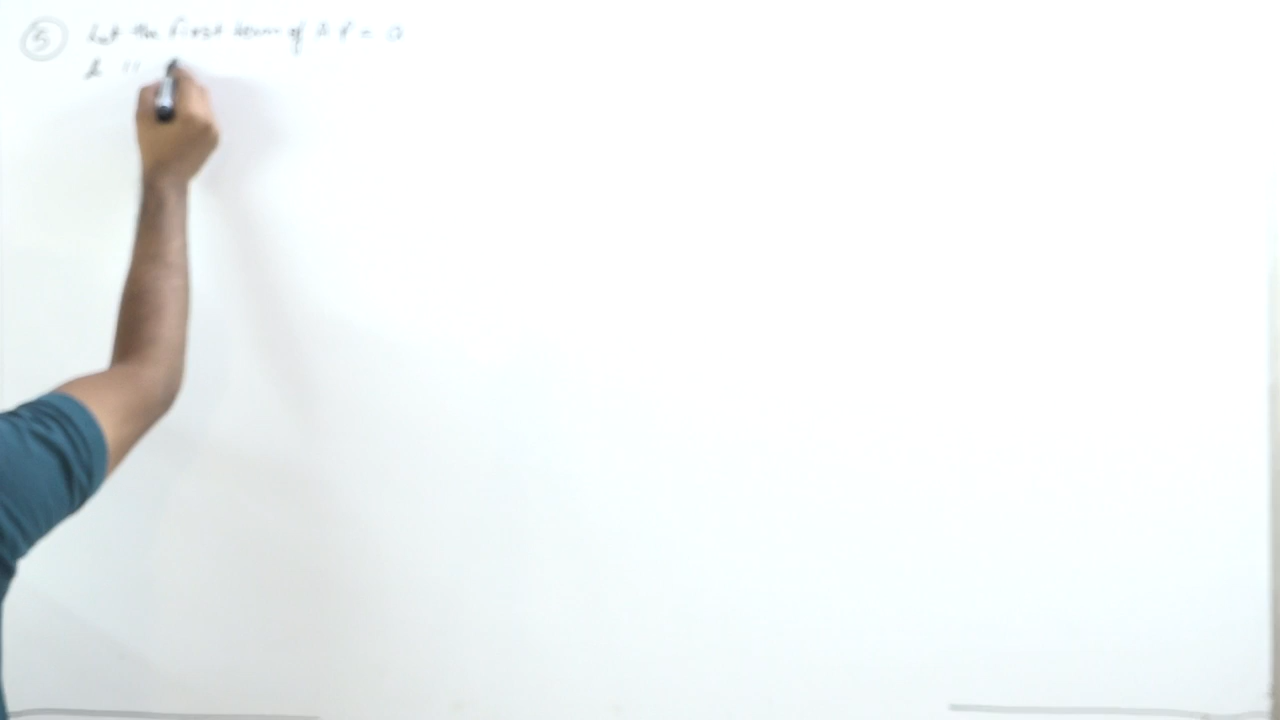 5 Let the first term of A.P = a
& "